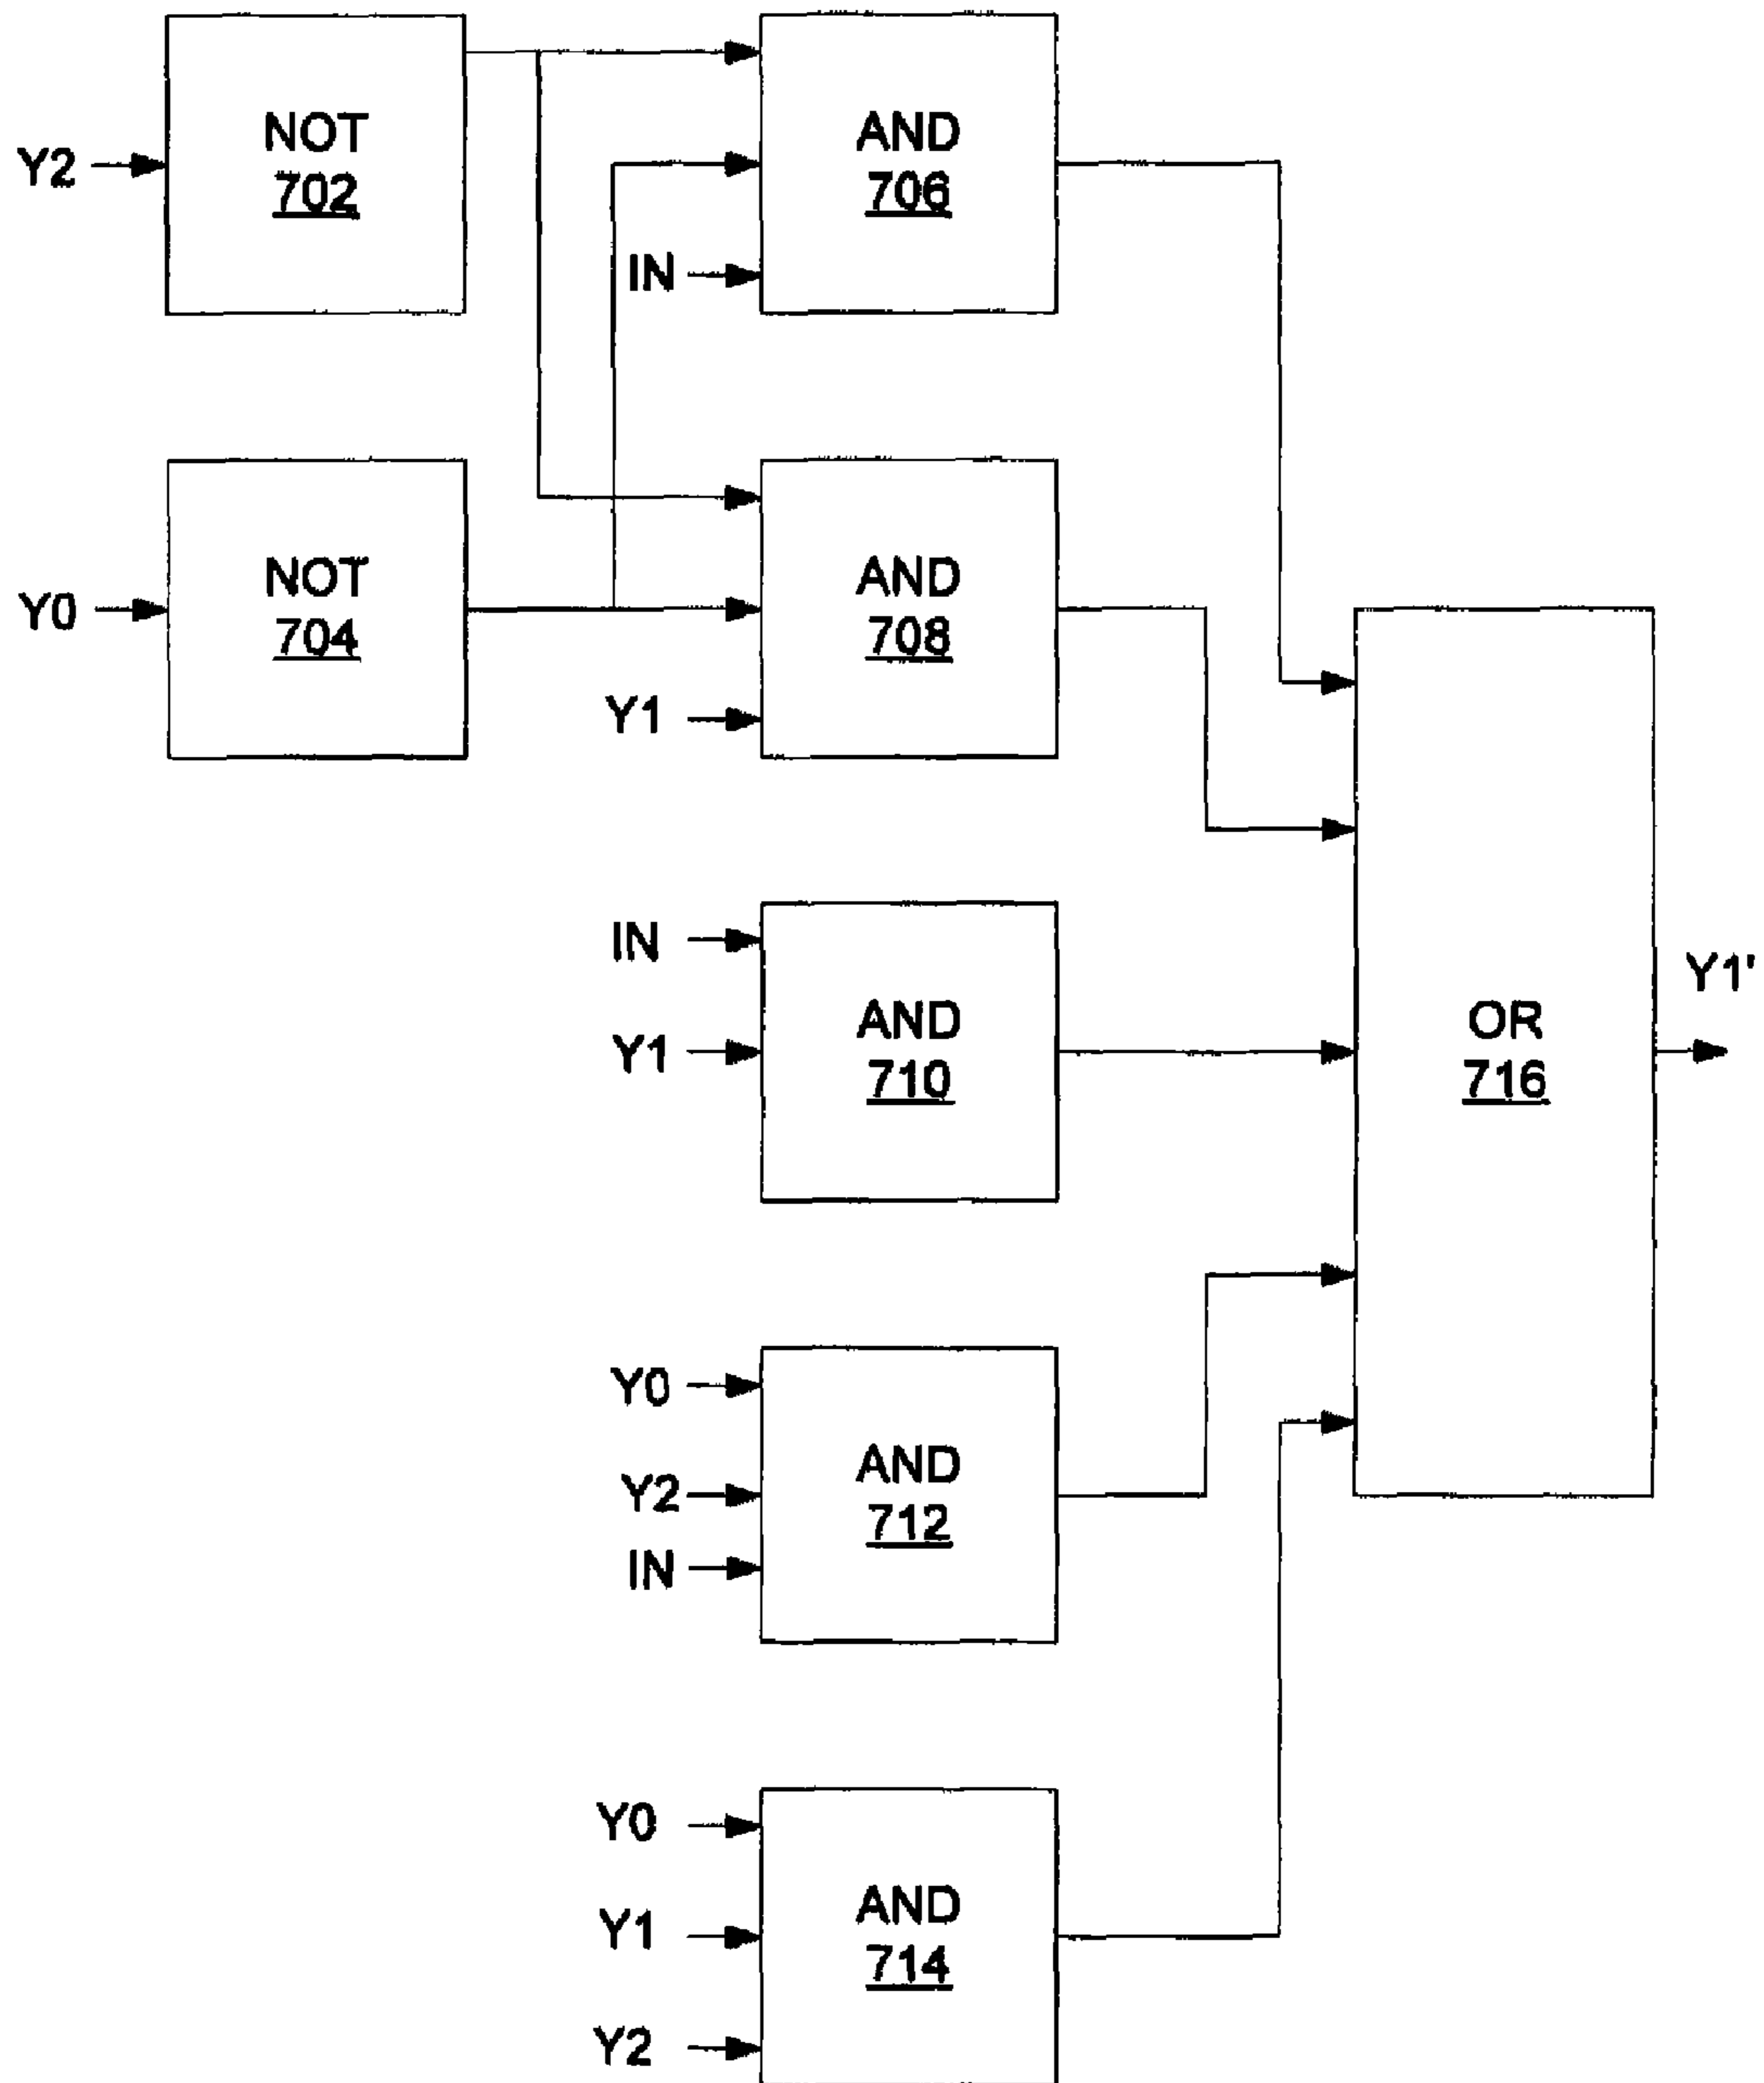 NOT
702
Y2
AND
706
IN
NOT
704
Y0
AND
708
Y1
IN
Y1
AND
710
OR
716
Y1'
Y0
Y2
IN
AND
712
Y0
Y1
Y2
AND
714